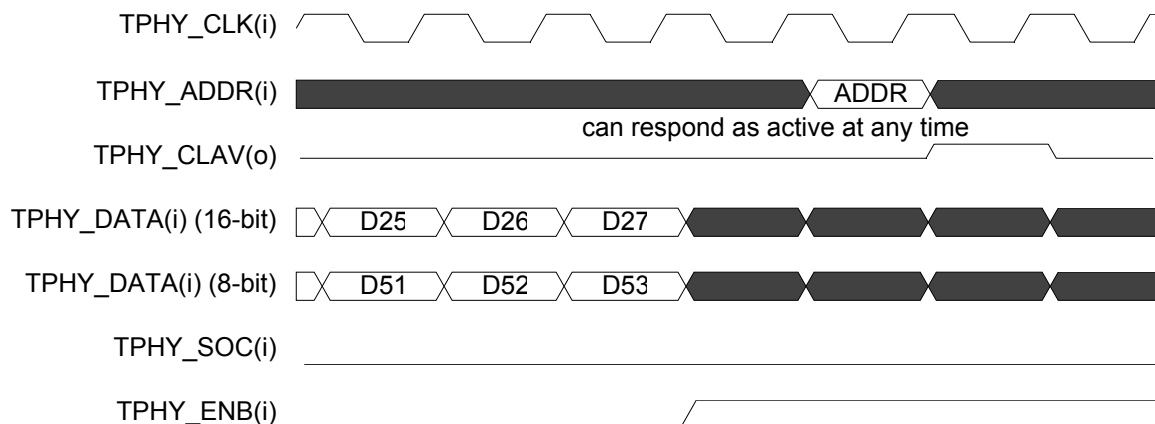 TPHY_CLK(i)
TPHY_ADDR(i)
ADDR
can respond as active at any time
TPHY_CLAV(o)
TPHY_DATA(i) (16-bit)
D25 D26 D27
TPHY_DATA(i) (8-bit)
D51 D52 D53
TPHY_SOC(i)
TPHY_ENB(i)